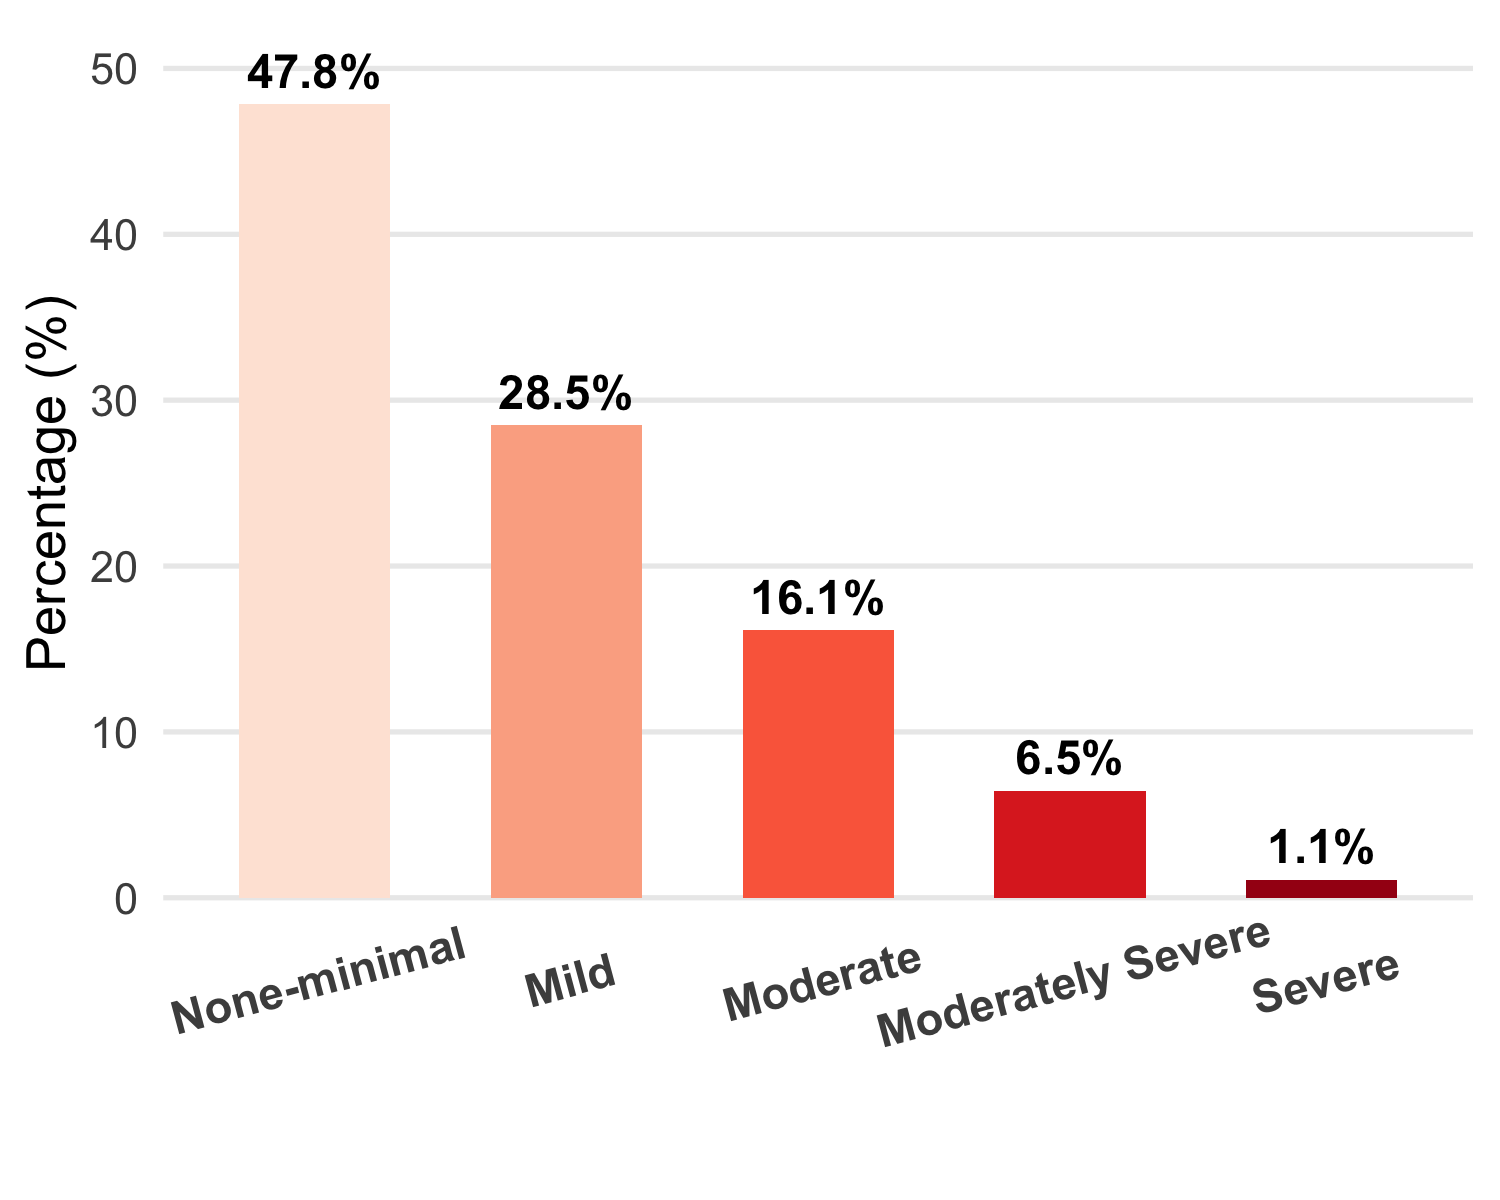 Percentage (%)
50
40
30
20
10
0
47.8%
28.5%
16.1%
6.5%
1.1%
None-minimal
Mild
Moderate
Moderately Severe
Severe